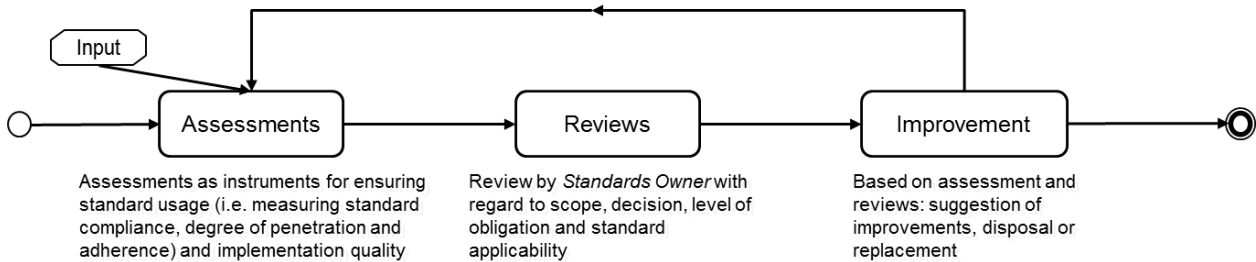 Input
Assessments
Reviews
Improvement
Assessments as instruments for ensuring
standard usage (i.e. measuring standard
compliance, degree of penetration and
adherence) and implementation quality
Review by Standards Owner with
regard to scope, decision, level of
obligation and standard
applicability
Based on assessment and
reviews: suggestion of
improvements, disposal or
replacement